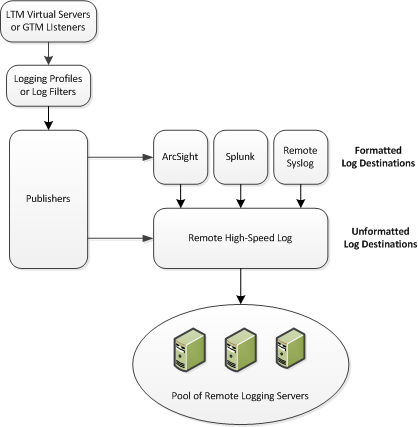 LTM Virtual Servers
or GTM Listeners
Logging Profiles
or Log Filters
Publishers
ArcSight
Splunk
Remote
Syslog
Formatted
Log Destinations
Remote High-Speed Log
Unformatted
Log Destinations
Pool of Remote Logging Servers